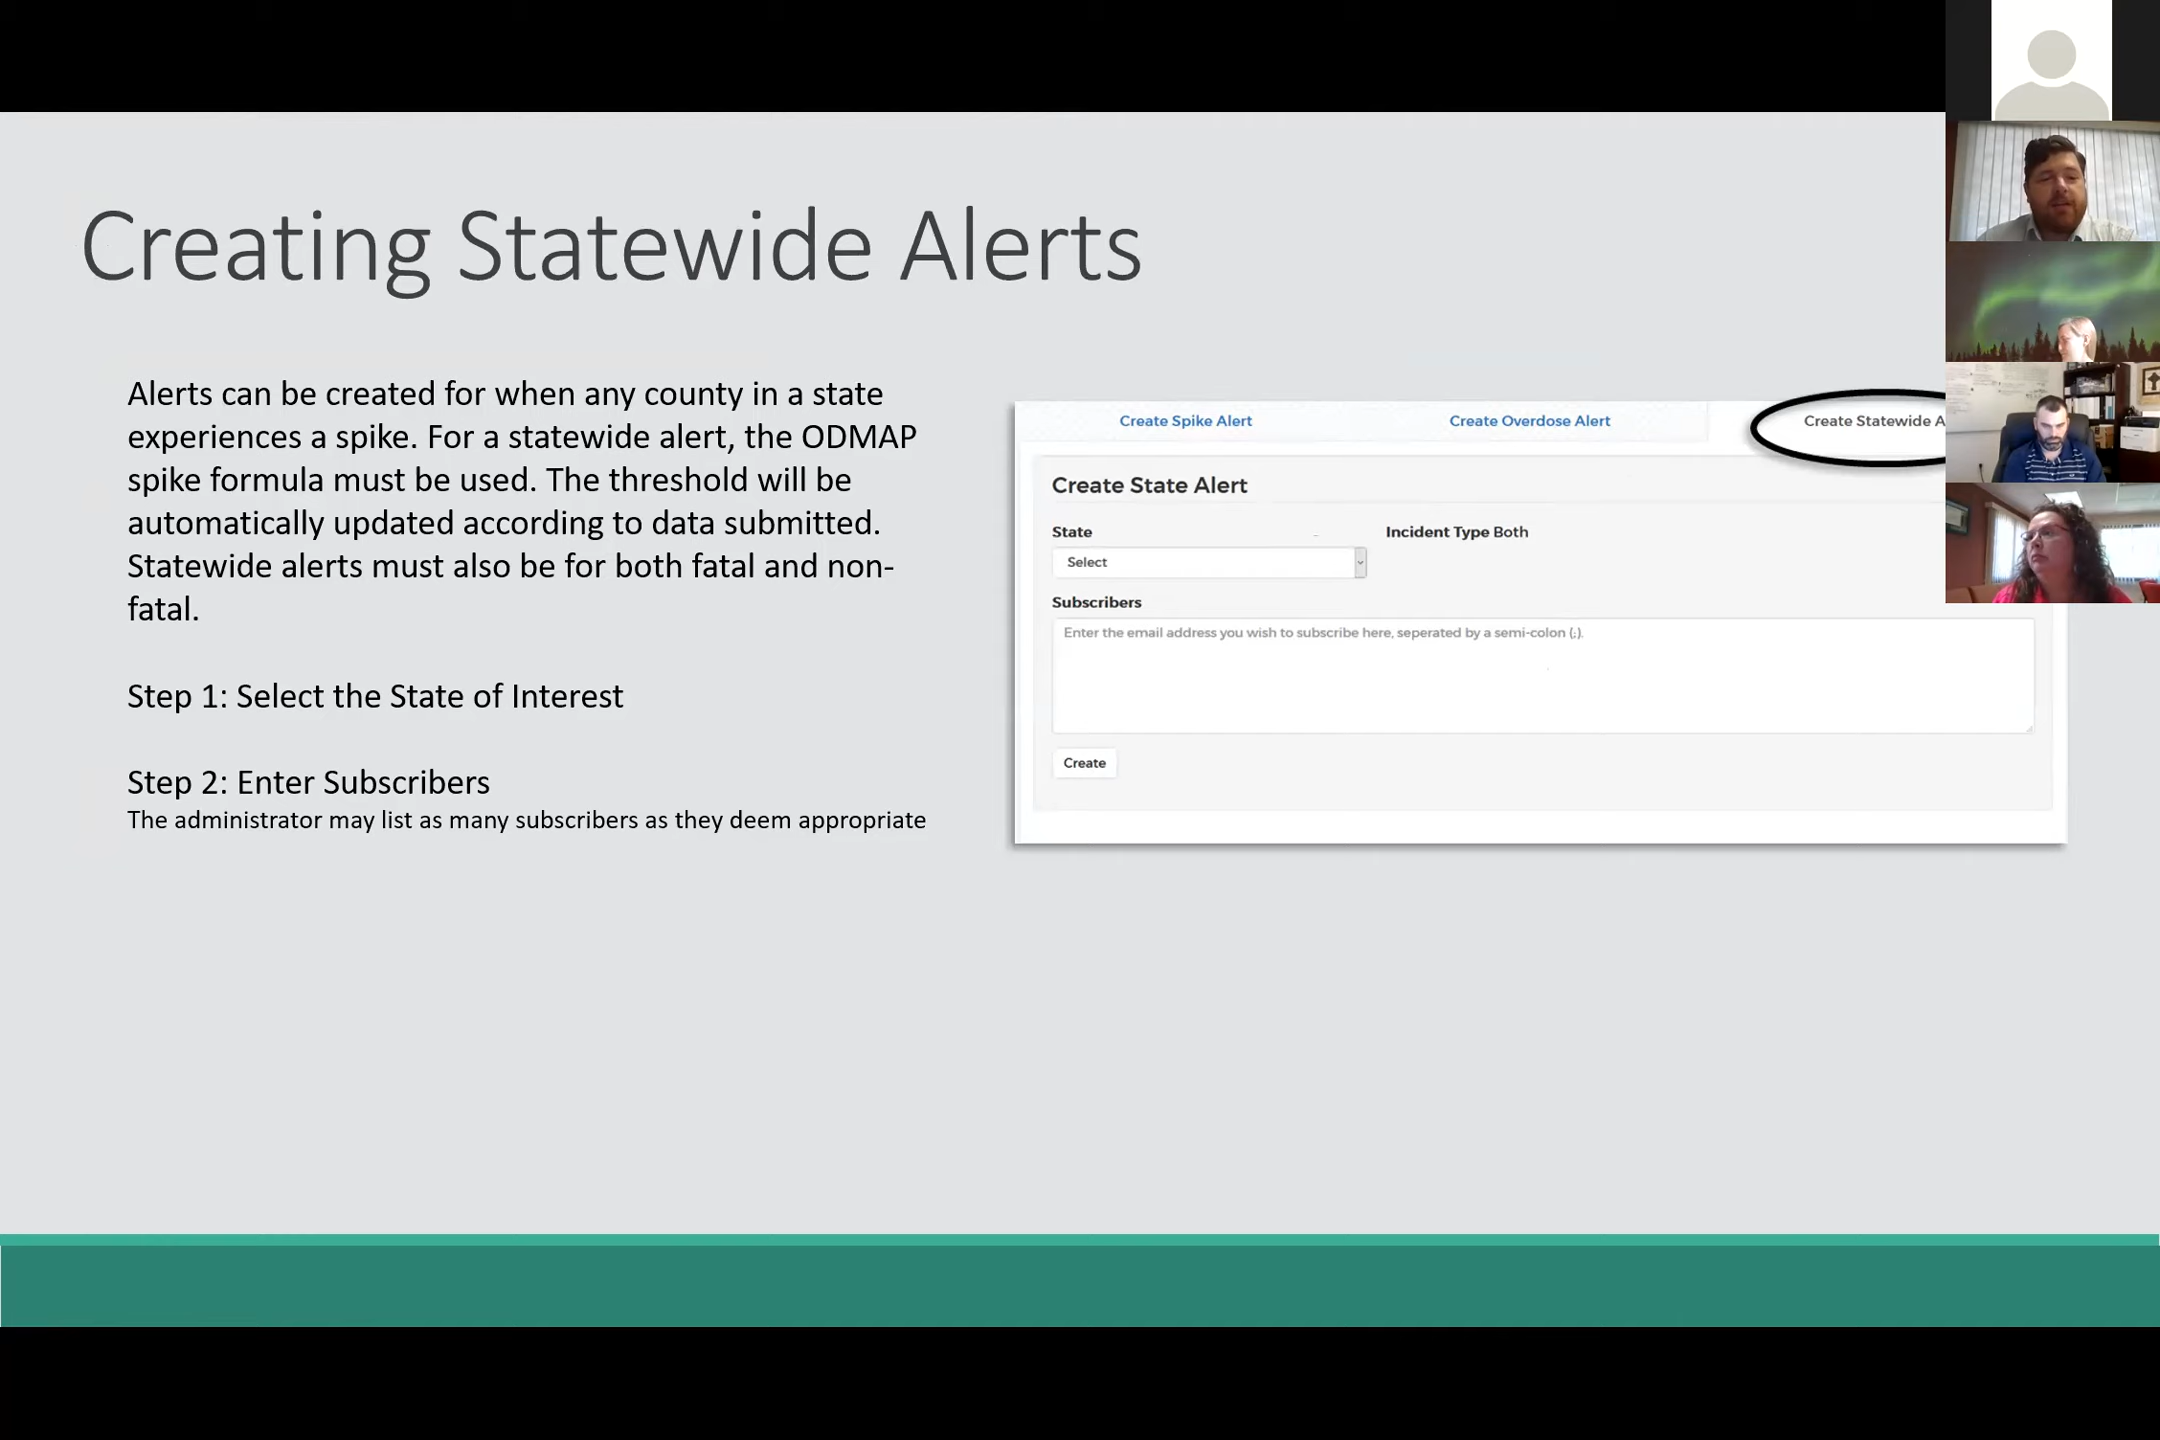 Creating Statewide Alerts
Alerts can be created for when any county in a state
experiences a spike. For a statewide alert, the ODMAP
spike formula must be used. The threshold will be
automatically updated according to data submitted.
Statewide alerts must also be for both fatal and non-
fatal.
Step 1: Select the State of Interest
Step 2: Enter Subscribers
The administrator may list as many subscribers as they deem appropriate
Create Spike Alert
Create Overdose Alert
Create Statewide A
Create State Alert
State
Incident Type Both
Select
Subscribers
Enter the email address you wish to subscribe here, seperated by a semi-colon (;).
Create